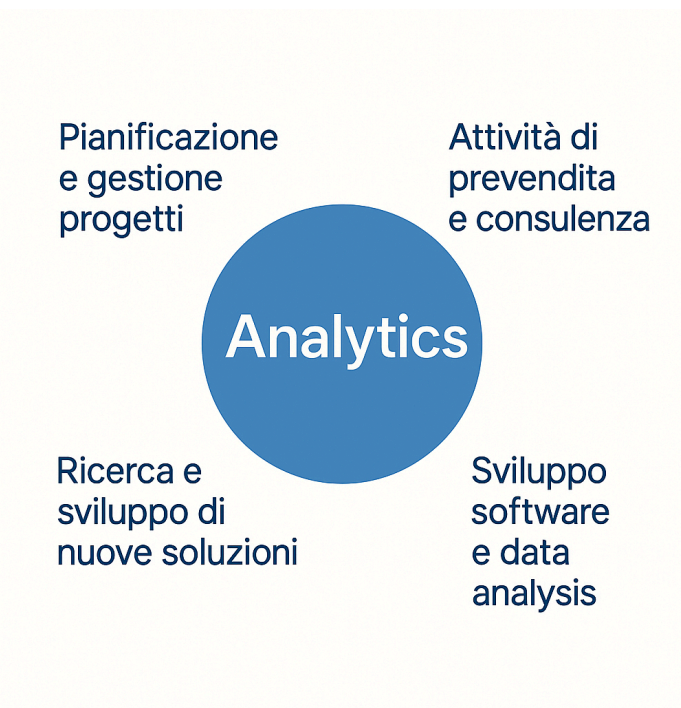 Pianificazione
e gestione
progetti
Attività di
prevendita
e consulenza
Analytics
Ricerca e
sviluppo di
nuove soluzioni
Sviluppo
software
e data
analysis